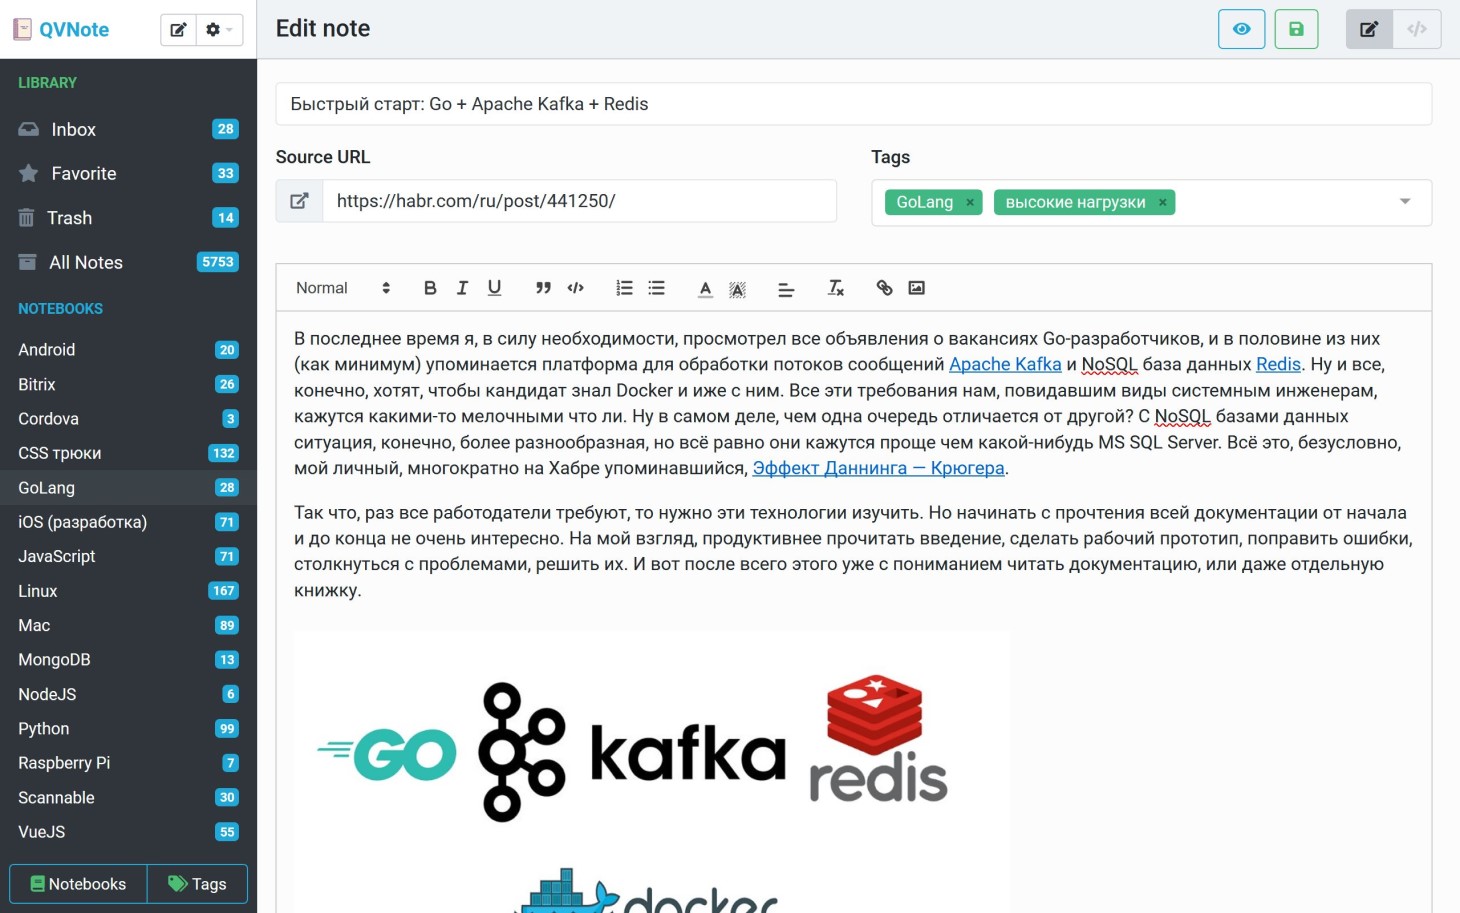 QVNote
Edit note
LIBRARY
Inbox 28
Favorite 33
Trash 14
All Notes 5753
NOTEBOOKS
Android 20
Bitrix 26
Cordova 3
CSS трюки 132
GoLang 28
iOS (разработка) 71
JavaScript 71
Linux 167
Mac 89
MongoDB 13
NodeJS 6
Python 99
Raspberry Pi 7
Scannable 30
VueJS 55
Notebooks Tags
Быстрый старт: Go + Apache Kafka + Redis
Source URL
https://habr.com/ru/post/441250/
Tags
GoLang × высокие нагрузки ×
Normal B I U
В последнее время я, в силу необходимости, просмотрел все объявления о вакансиях Go-разработчиков, и в половине из них
(как минимум) упоминается платформа для обработки потоков сообщений Apache Kafka и NoSQL база данных Redis. Ну и все,
конечно, хотят, чтобы кандидат знал Docker и иже с ним. Все эти требования нам, повидавшим виды системным инженерам,
кажутся какими-то мелочными что ли. Ну в самом деле, чем одна очередь отличается от другой? С NoSQL базами данных
ситуация, конечно, более разнообразная, но всё равно они кажутся проще чем какой-нибудь MS SQL Server. Всё это, безусловно,
мой личный, многократно на Хабре упоминавшийся, Эффект Даннинга — Крюгера.
Так что, раз все работодатели требуют, то нужно эти технологии изучить. Но начинать с прочтения всей документации от начала
и до конца не очень интересно. На мой взгляд, продуктивнее прочитать введение, сделать рабочий прототип, поправить ошибки,
столкнуться с проблемами, решить их. И вот после всего этого уже с пониманием читать документацию, или даже отдельную
книжку.
GO kafka redis
docker